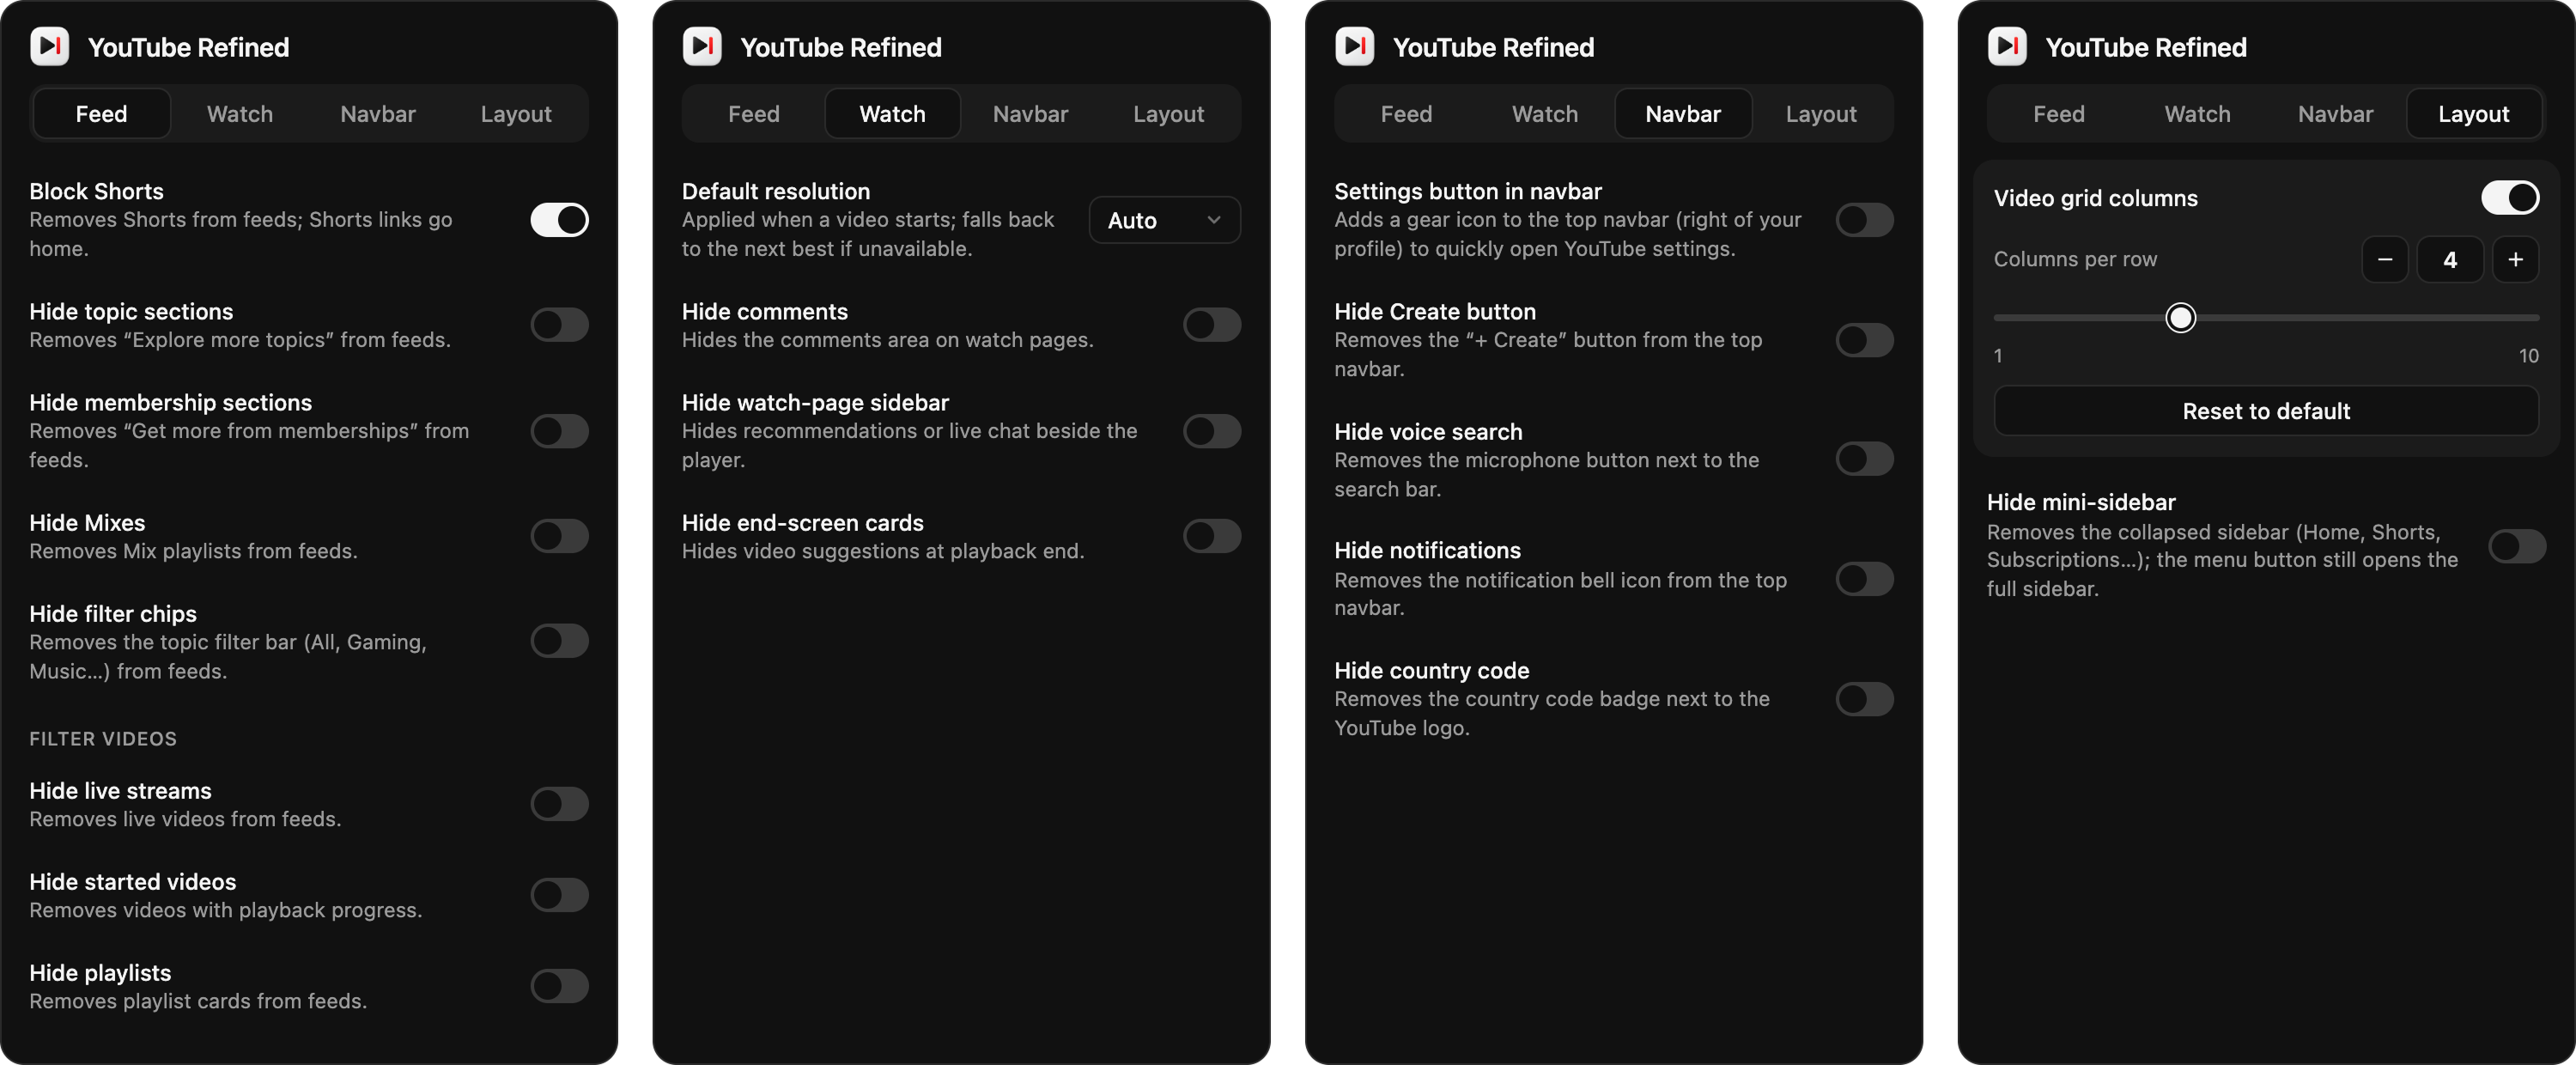 YouTube Refined
Feed
Watch
Navbar
Layout
Block Shorts
Removes Shorts from feeds; Shorts links go
home.
Hide topic sections
Removes “Explore more topics” from feeds.
Hide membership sections
Removes “Get more from memberships” from
feeds.
Hide Mixes
Removes Mix playlists from feeds.
Hide filter chips
Removes the topic filter bar (All, Gaming,
Music...) from feeds.
FILTER VIDEOS
Hide live streams
Removes live videos from feeds.
Hide started videos
Removes videos with playback progress.
Hide playlists
Removes playlist cards from feeds.
YouTube Refined
Feed
Watch
Navbar
Layout
Default resolution
Applied when a video starts; falls back
to the next best if unavailable.
Auto
Hide comments
Hides the comments area on watch pages.
Hide watch-page sidebar
Hides recommendations or live chat beside the
player.
Hide end-screen cards
Hides video suggestions at playback end.
YouTube Refined
Feed
Watch
Navbar
Layout
Settings button in navbar
Adds a gear icon to the top navbar (right of your
profile) to quickly open YouTube settings.
Hide Create button
Removes the “+ Create” button from the top
navbar.
Hide voice search
Removes the microphone button next to the
search bar.
Hide notifications
Removes the notification bell icon from the top
navbar.
Hide country code
Removes the country code badge next to the
YouTube logo.
YouTube Refined
Feed
Watch
Navbar
Layout
Video grid columns
Columns per row
− 4 +
1 10
Reset to default
Hide mini-sidebar
Removes the collapsed sidebar (Home, Shorts,
Subscriptions...); the menu button still opens the
full sidebar.